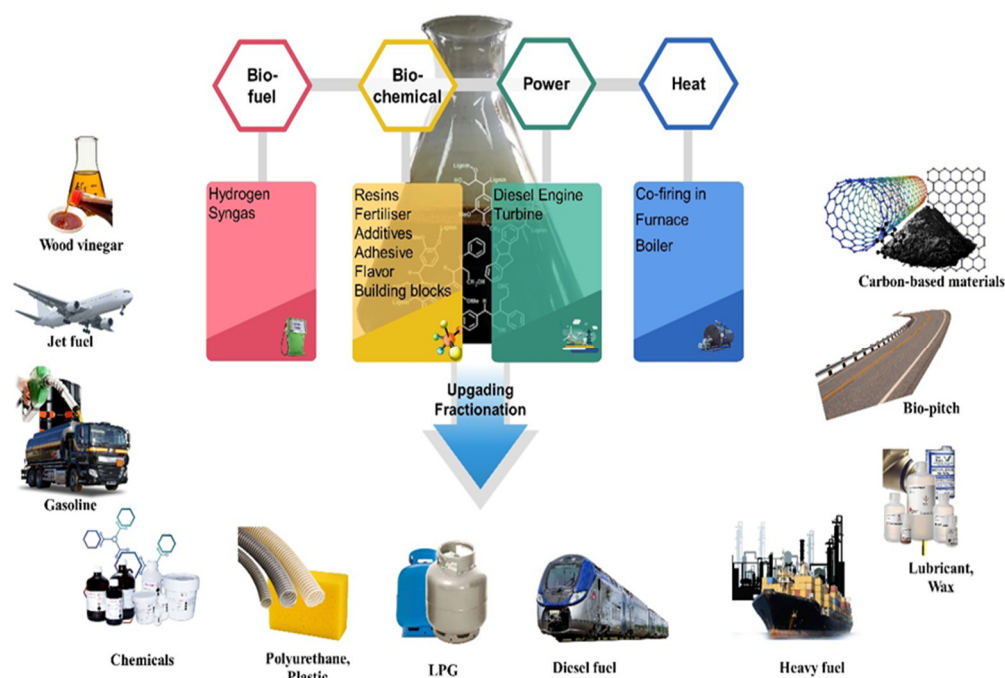 Bio-
fuel
Bio-
chemical
Power
Heat
Hydrogen
Syngas
Resins
Fertiliser
Additives
Adhesive
Flavor
Building blocks
Diesel Engine
Turbine
Co-firing in
Furnace
Boiler
Lignin
Upgading
Fractionation
Wood vinegar
Jet fuel
Gasoline
Chemicals
Polyurethane,
Plastic
LPG
Diesel fuel
Heavy fuel
Lubricant,
Wax
Bio-pitch
Carbon-based materials